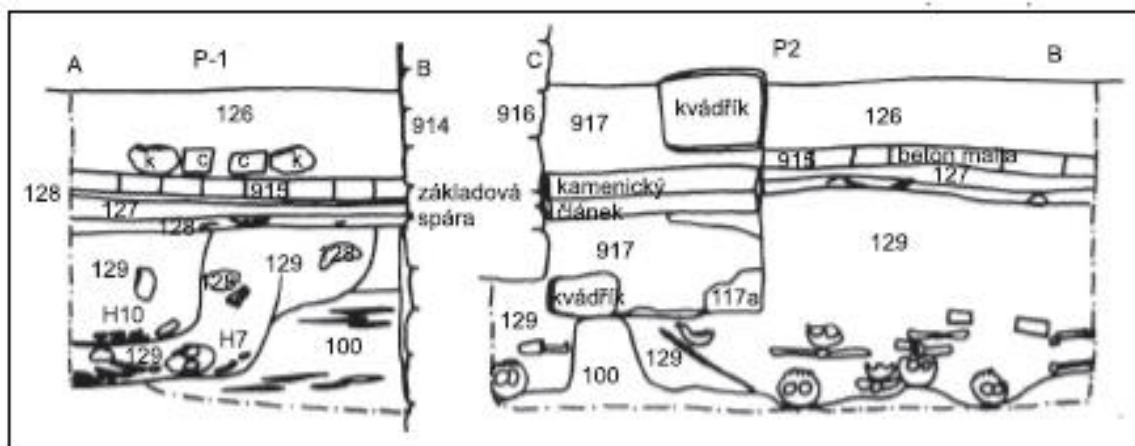 A P-1 B C P2 B
126 914 916 917 kvádřík 126
k c c k
915 915 beton malta
128 127 základová spára kamenický článek 127
128
129 128 129 917 129
128
H10 kvádřík 117a
129 H7 100 129 100 129